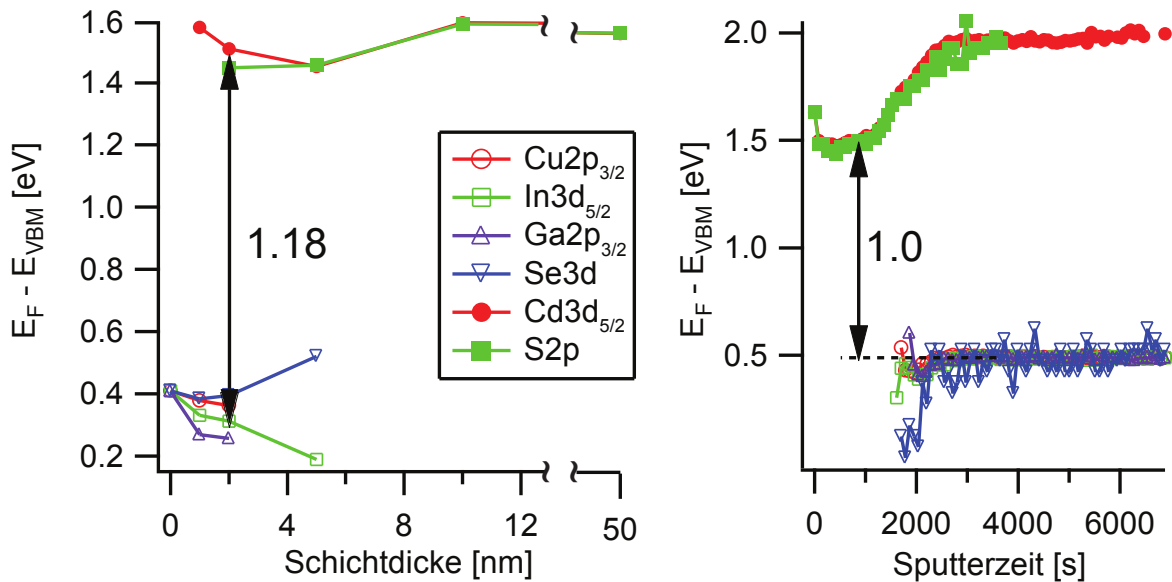 1.6
1.4
1.2
1.0
0.8
0.6
0.4
0.2
E_F - E_VBM [eV]
1.18
0
4
8
12
50
Schichtdicke [nm]
Cu2p3/2
In3d5/2
Ga2p3/2
Se3d
Cd3d5/2
S2p
2.0
1.5
1.0
0.5
E_F - E_VBM [eV]
1.0
0
2000
4000
6000
Sputterzeit [s]